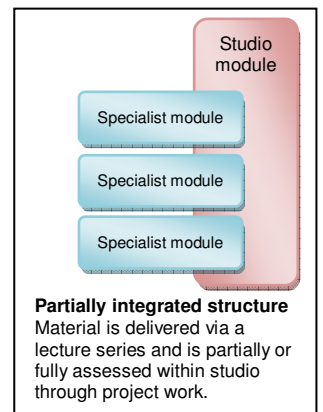 Studio
module
Specialist module
Specialist module
Specialist module
Partially integrated structure
Material is delivered via a
lecture series and is partially or
fully assessed within studio
through project work.